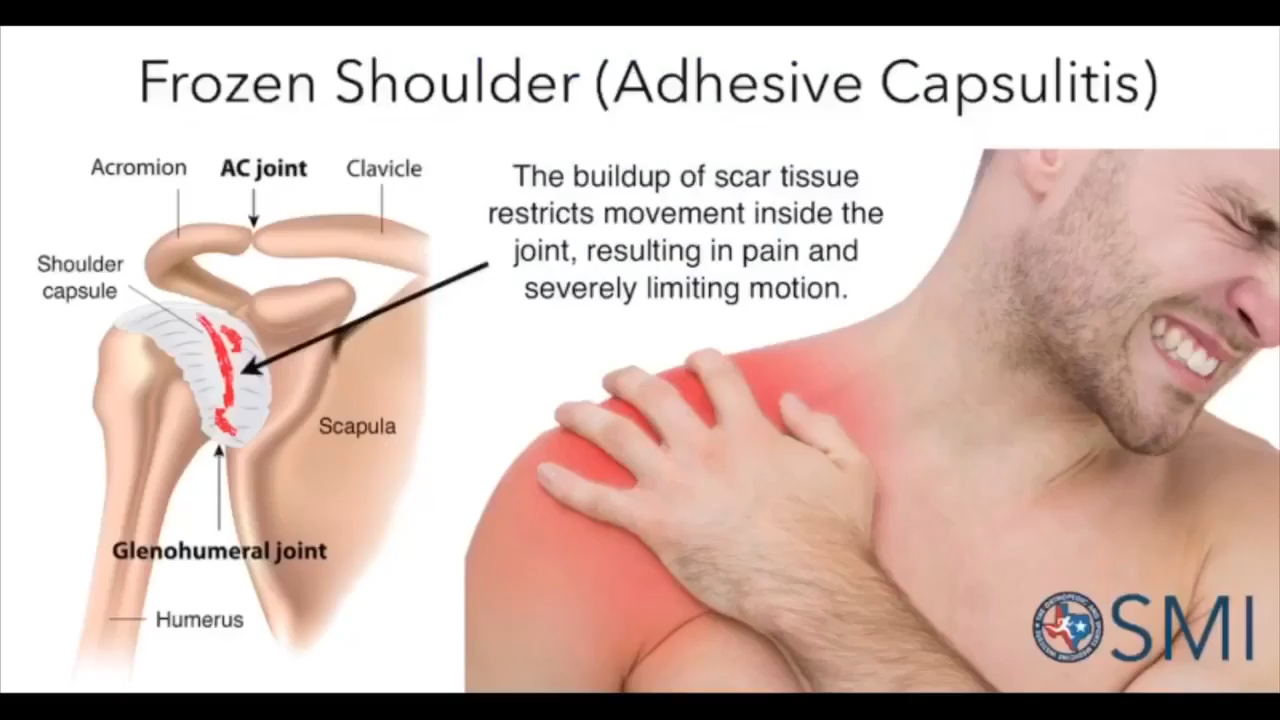 Frozen Shoulder (Adhesive Capsulitis)
Acromion
AC joint
Clavicle
The buildup of scar tissue
restricts movement inside the
joint, resulting in pain and
severely limiting motion.
Shoulder
capsule
Scapula
Glenohumeral joint
Humerus
SMI